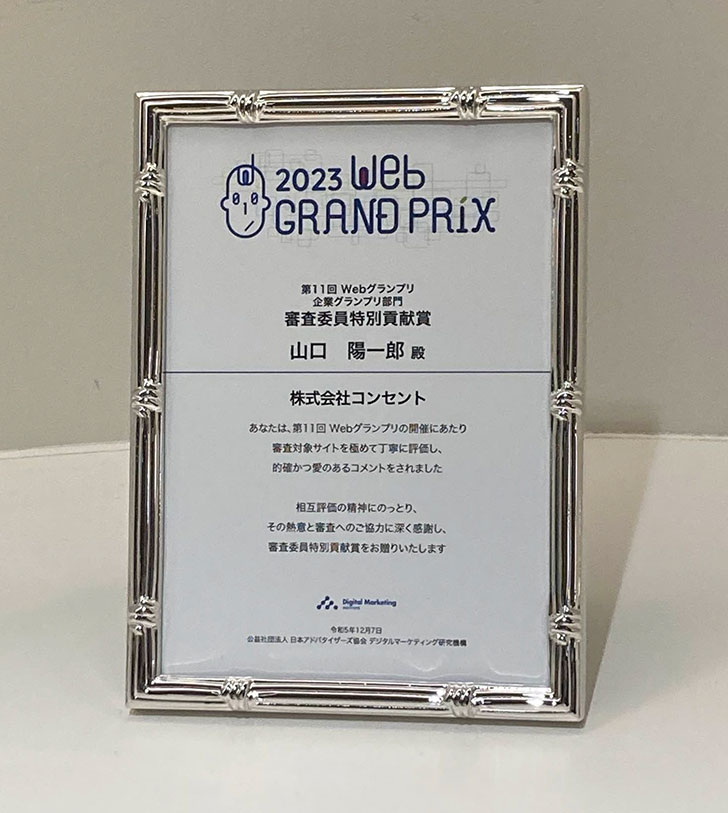 2023 Web
GRAND PRIX
第11回 Webグランプリ
企業グランプリ部門
審査委員特別貢献賞
山口　陽一郎 殿
株式会社コンセント
あなたは、第11回 Webグランプリの開催にあたり
審査対象サイトを極めて丁寧に評価し、
的確かつ愛のあるコメントをされました
相互評価の精神にのっとり、
その熱意と審査へのご協力に深く感謝し、
審査委員特別貢献賞をお贈りいたします
Digital Marketing
INSTITUTE
令和5年12月7日
公益社団法人 日本アドバタイザーズ協会 デジタルマーケティング研究機構